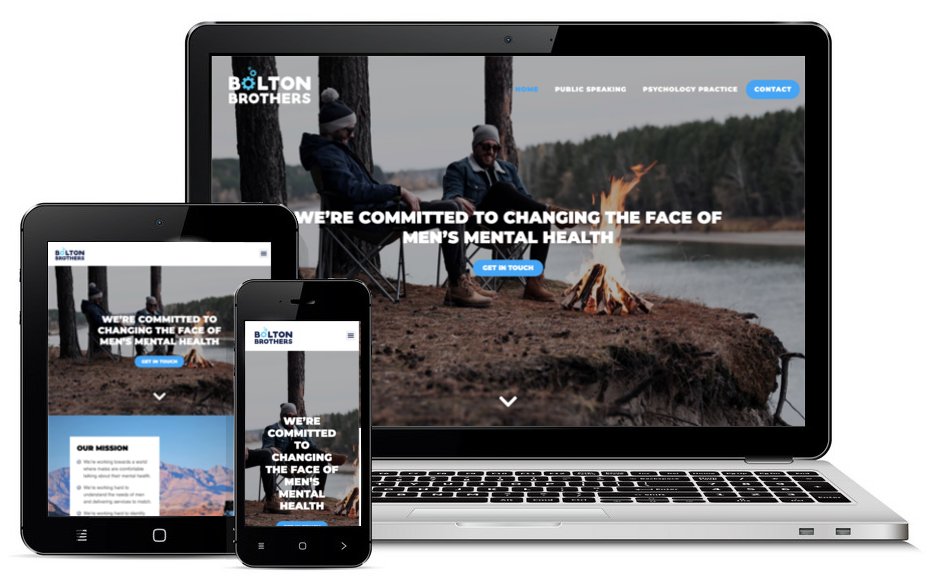 BOLTON
BROTHERS
HOME
PUBLIC SPEAKING
PSYCHOLOGY PRACTICE
CONTACT
WE'RE COMMITTED TO CHANGING THE FACE OF
MEN'S MENTAL HEALTH
GET IN TOUCH
BOLTON
BROTHERS
WE'RE COMMITTED TO
CHANGING THE FACE OF
MEN'S MENTAL HEALTH
GET IN TOUCH
OUR MISSION
We're working towards a world
where males are comfortable
talking about their mental health.
We're working hard to
understand the needs of men
and delivering services to match.
We're working hard to identify
BOLTON
BROTHERS
WE'RE
COMMITTED
TO
CHANGING
THE FACE OF
MEN'S
MENTAL
HEALTH